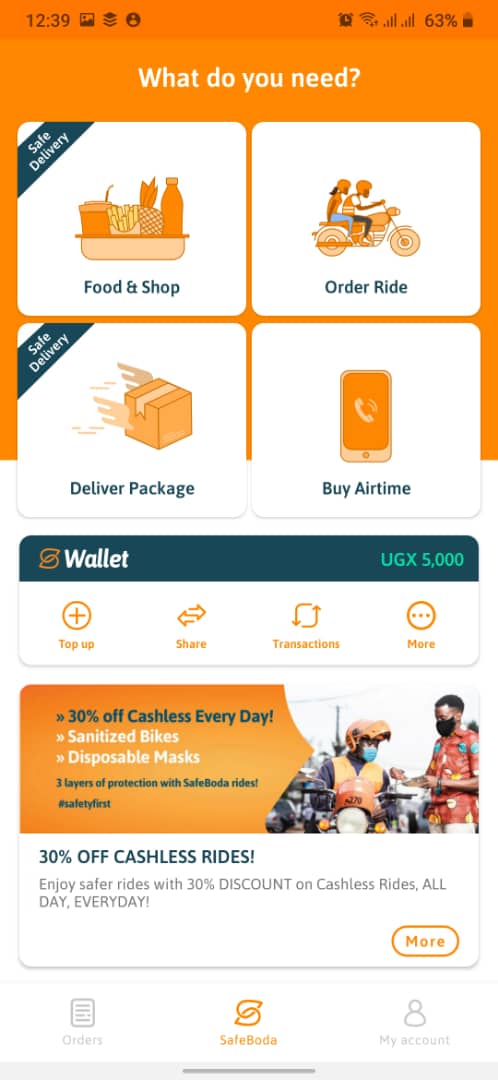 12:39
63%
What do you need?
Safe
Delivery
Food & Shop
Order Ride
Safe
Delivery
Deliver Package
Buy Airtime
Wallet
UGX 5,000
Top up
Share
Transactions
More
» 30% off Cashless Every Day!
» Sanitized Bikes
» Disposable Masks
3 layers of protection with SafeBoda rides!
#safetyfirst
30% OFF CASHLESS RIDES!
Enjoy safer rides with 30% DISCOUNT on Cashless Rides, ALL
DAY, EVERYDAY!
More
Orders
SafeBoda
My account